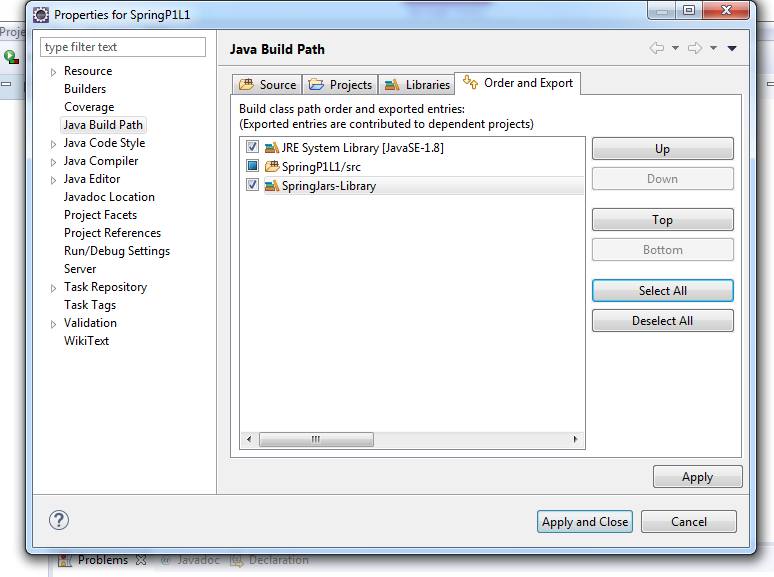 Properties for SpringP1L1
Proje
type filter text
Resource
Builders
Coverage
Java Build Path
Java Code Style
Java Compiler
Java Editor
Javadoc Location
Project Facets
Project References
Run/Debug Settings
Server
Task Repository
Task Tags
Validation
WikiText
Java Build Path
Source Projects Libraries Order and Export
Build class path order and exported entries:
(Exported entries are contributed to dependent projects)
JRE System Library [JavaSE-1.8]
SpringP1L1/src
SpringJars-Library
Up
Down
Top
Bottom
Select All
Deselect All
Apply
Apply and Close Cancel
Problems @ Javadoc Declaration